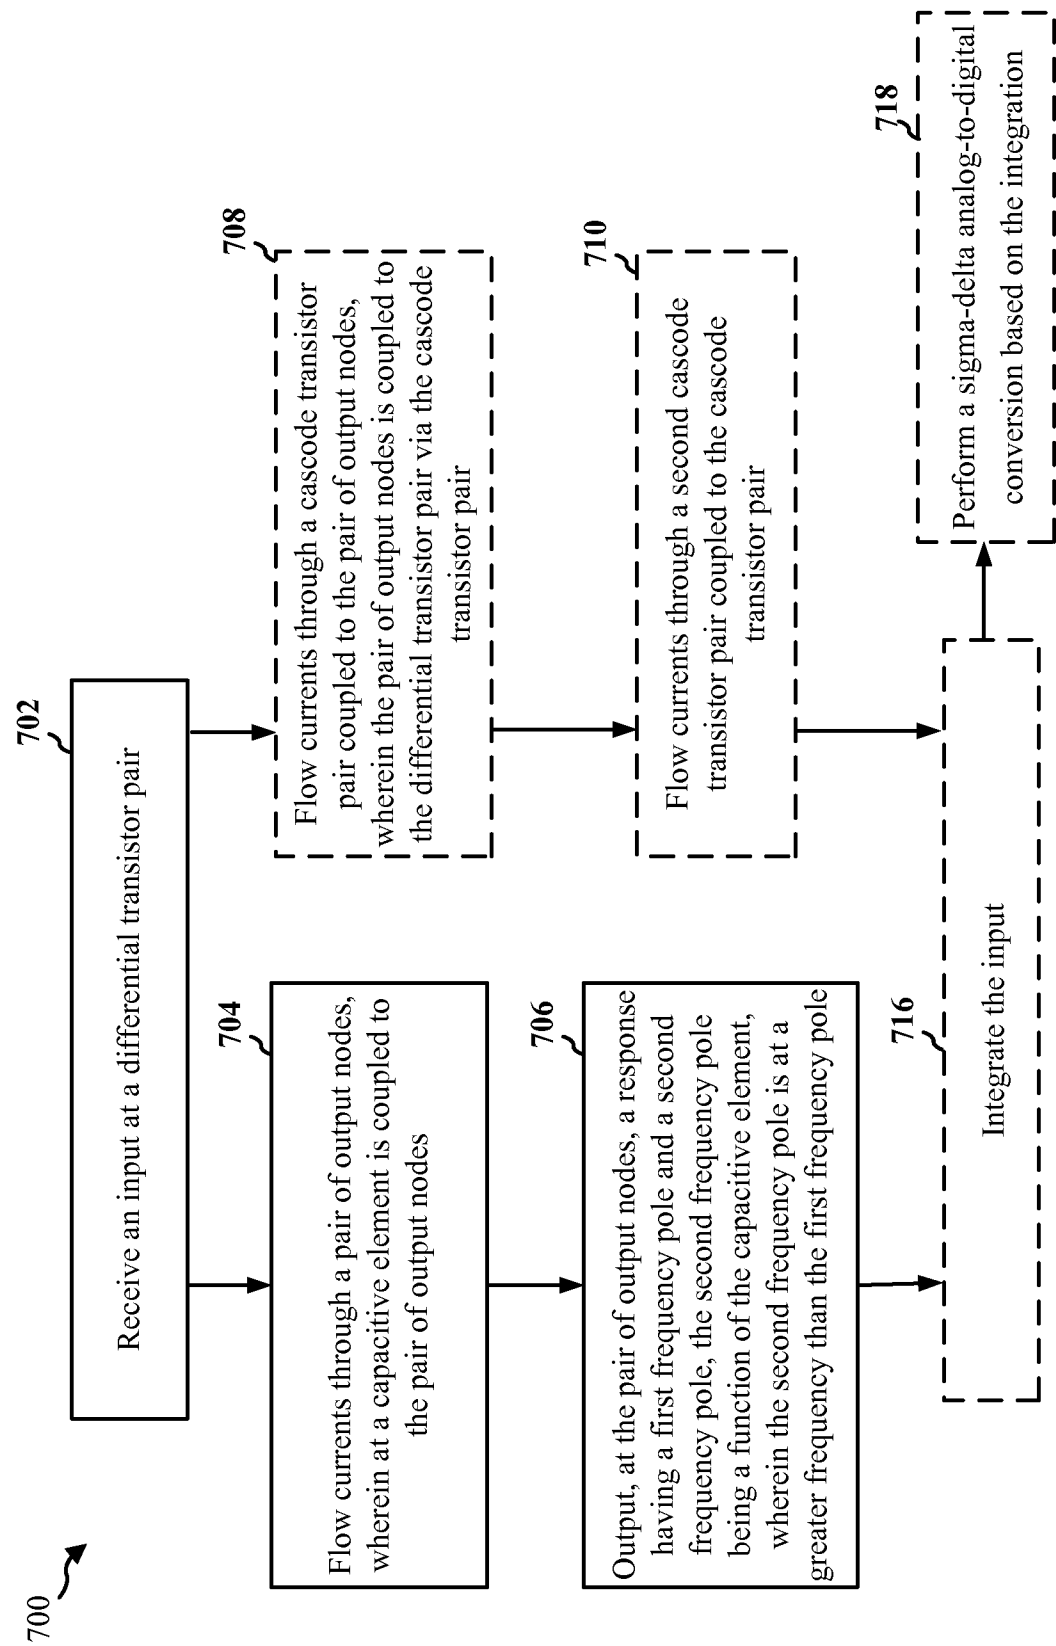 700
702
Receive an input at a differential transistor pair
704
Flow currents through a pair of output nodes,
wherein at a capacitive element is coupled to
the pair of output nodes
706
Output, at the pair of output nodes, a response
having a first frequency pole and a second
frequency pole, the second frequency pole
being a function of the capacitive element,
wherein the second frequency pole is at a
greater frequency than the first frequency pole
708
Flow currents through a cascode transistor
pair coupled to the pair of output nodes,
wherein the pair of output nodes is coupled to
the differential transistor pair via the cascode
transistor pair
710
Flow currents through a second cascode
transistor pair coupled to the cascode
transistor pair
716
Integrate the input
718
Perform a sigma-delta analog-to-digital
conversion based on the integration